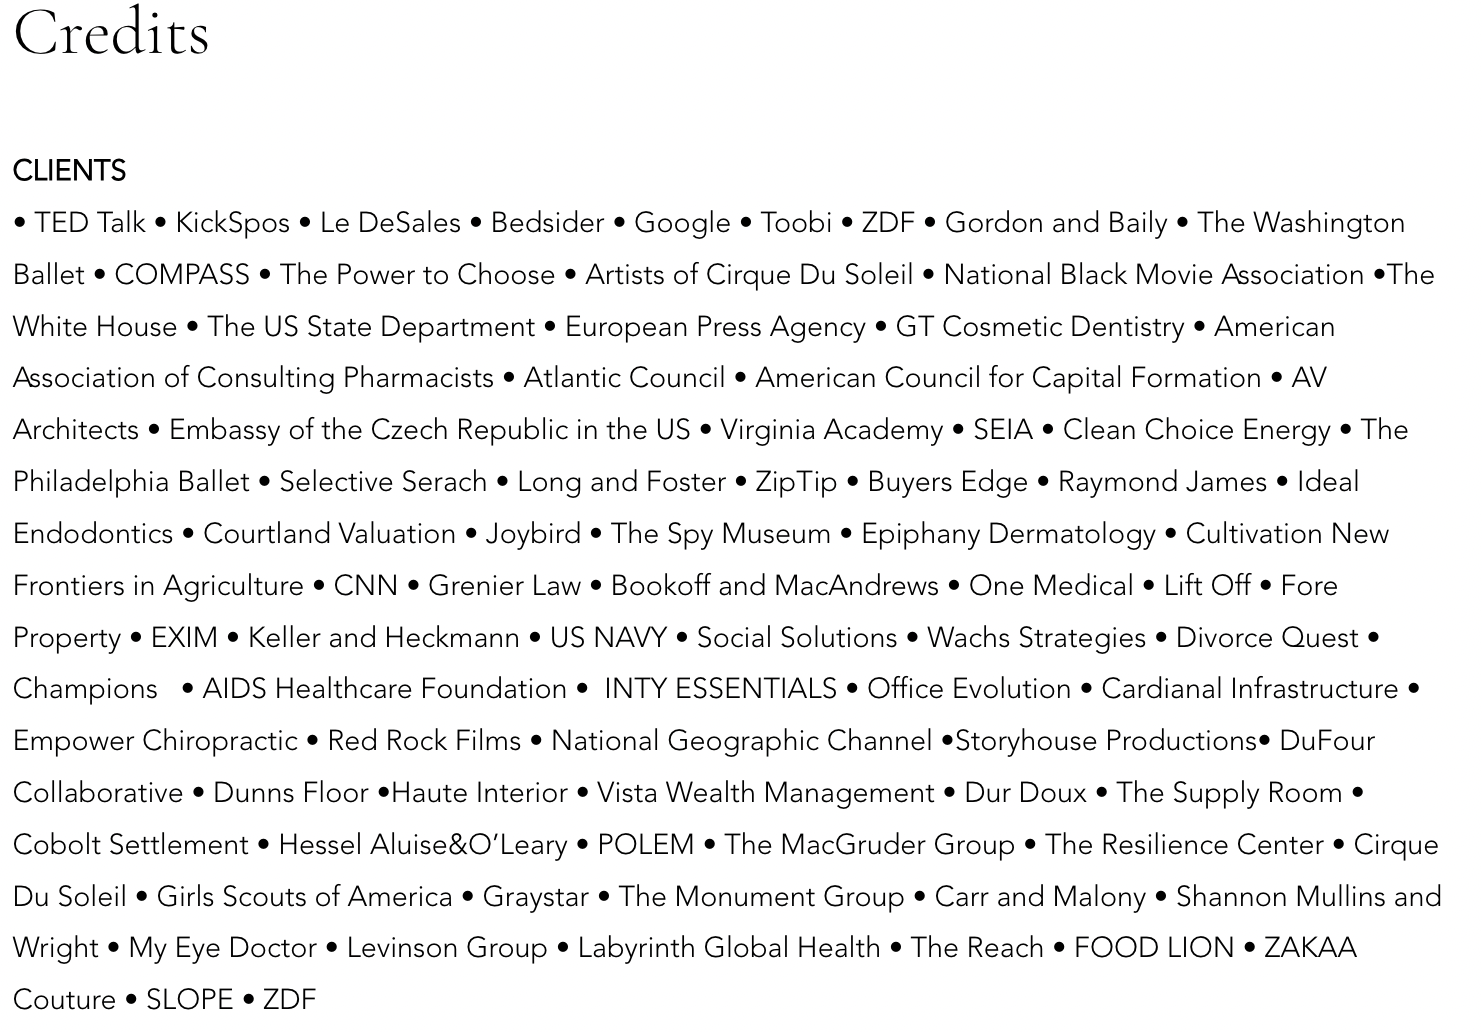 Credits
CLIENTS
• TED Talk • KickSpos • Le DeSales • Bedsider • Google • Toobi • ZDF • Gordon and Baily • The Washington
Ballet • COMPASS • The Power to Choose • Artists of Cirque Du Soleil • National Black Movie Association •The
White House • The US State Department • European Press Agency • GT Cosmetic Dentistry • American
Association of Consulting Pharmacists • Atlantic Council • American Council for Capital Formation • AV
Architects • Embassy of the Czech Republic in the US • Virginia Academy • SEIA • Clean Choice Energy • The
Philadelphia Ballet • Selective Serach • Long and Foster • ZipTip • Buyers Edge • Raymond James • Ideal
Endodontics • Courtland Valuation • Joybird • The Spy Museum • Epiphany Dermatology • Cultivation New
Frontiers in Agriculture • CNN • Grenier Law • Bookoff and MacAndrews • One Medical • Lift Off • Fore
Property • EXIM • Keller and Heckmann • US NAVY • Social Solutions • Wachs Strategies • Divorce Quest •
Champions   • AIDS Healthcare Foundation •  INTY ESSENTIALS • Office Evolution • Cardianal Infrastructure •
Empower Chiropractic • Red Rock Films • National Geographic Channel •Storyhouse Productions• DuFour
Collaborative • Dunns Floor •Haute Interior • Vista Wealth Management • Dur Doux • The Supply Room •
Cobolt Settlement • Hessel Aluise&O’Leary • POLEM • The MacGruder Group • The Resilience Center • Cirque
Du Soleil • Girls Scouts of America • Graystar • The Monument Group • Carr and Malony • Shannon Mullins and
Wright • My Eye Doctor • Levinson Group • Labyrinth Global Health • The Reach • FOOD LION • ZAKAA
Couture • SLOPE • ZDF